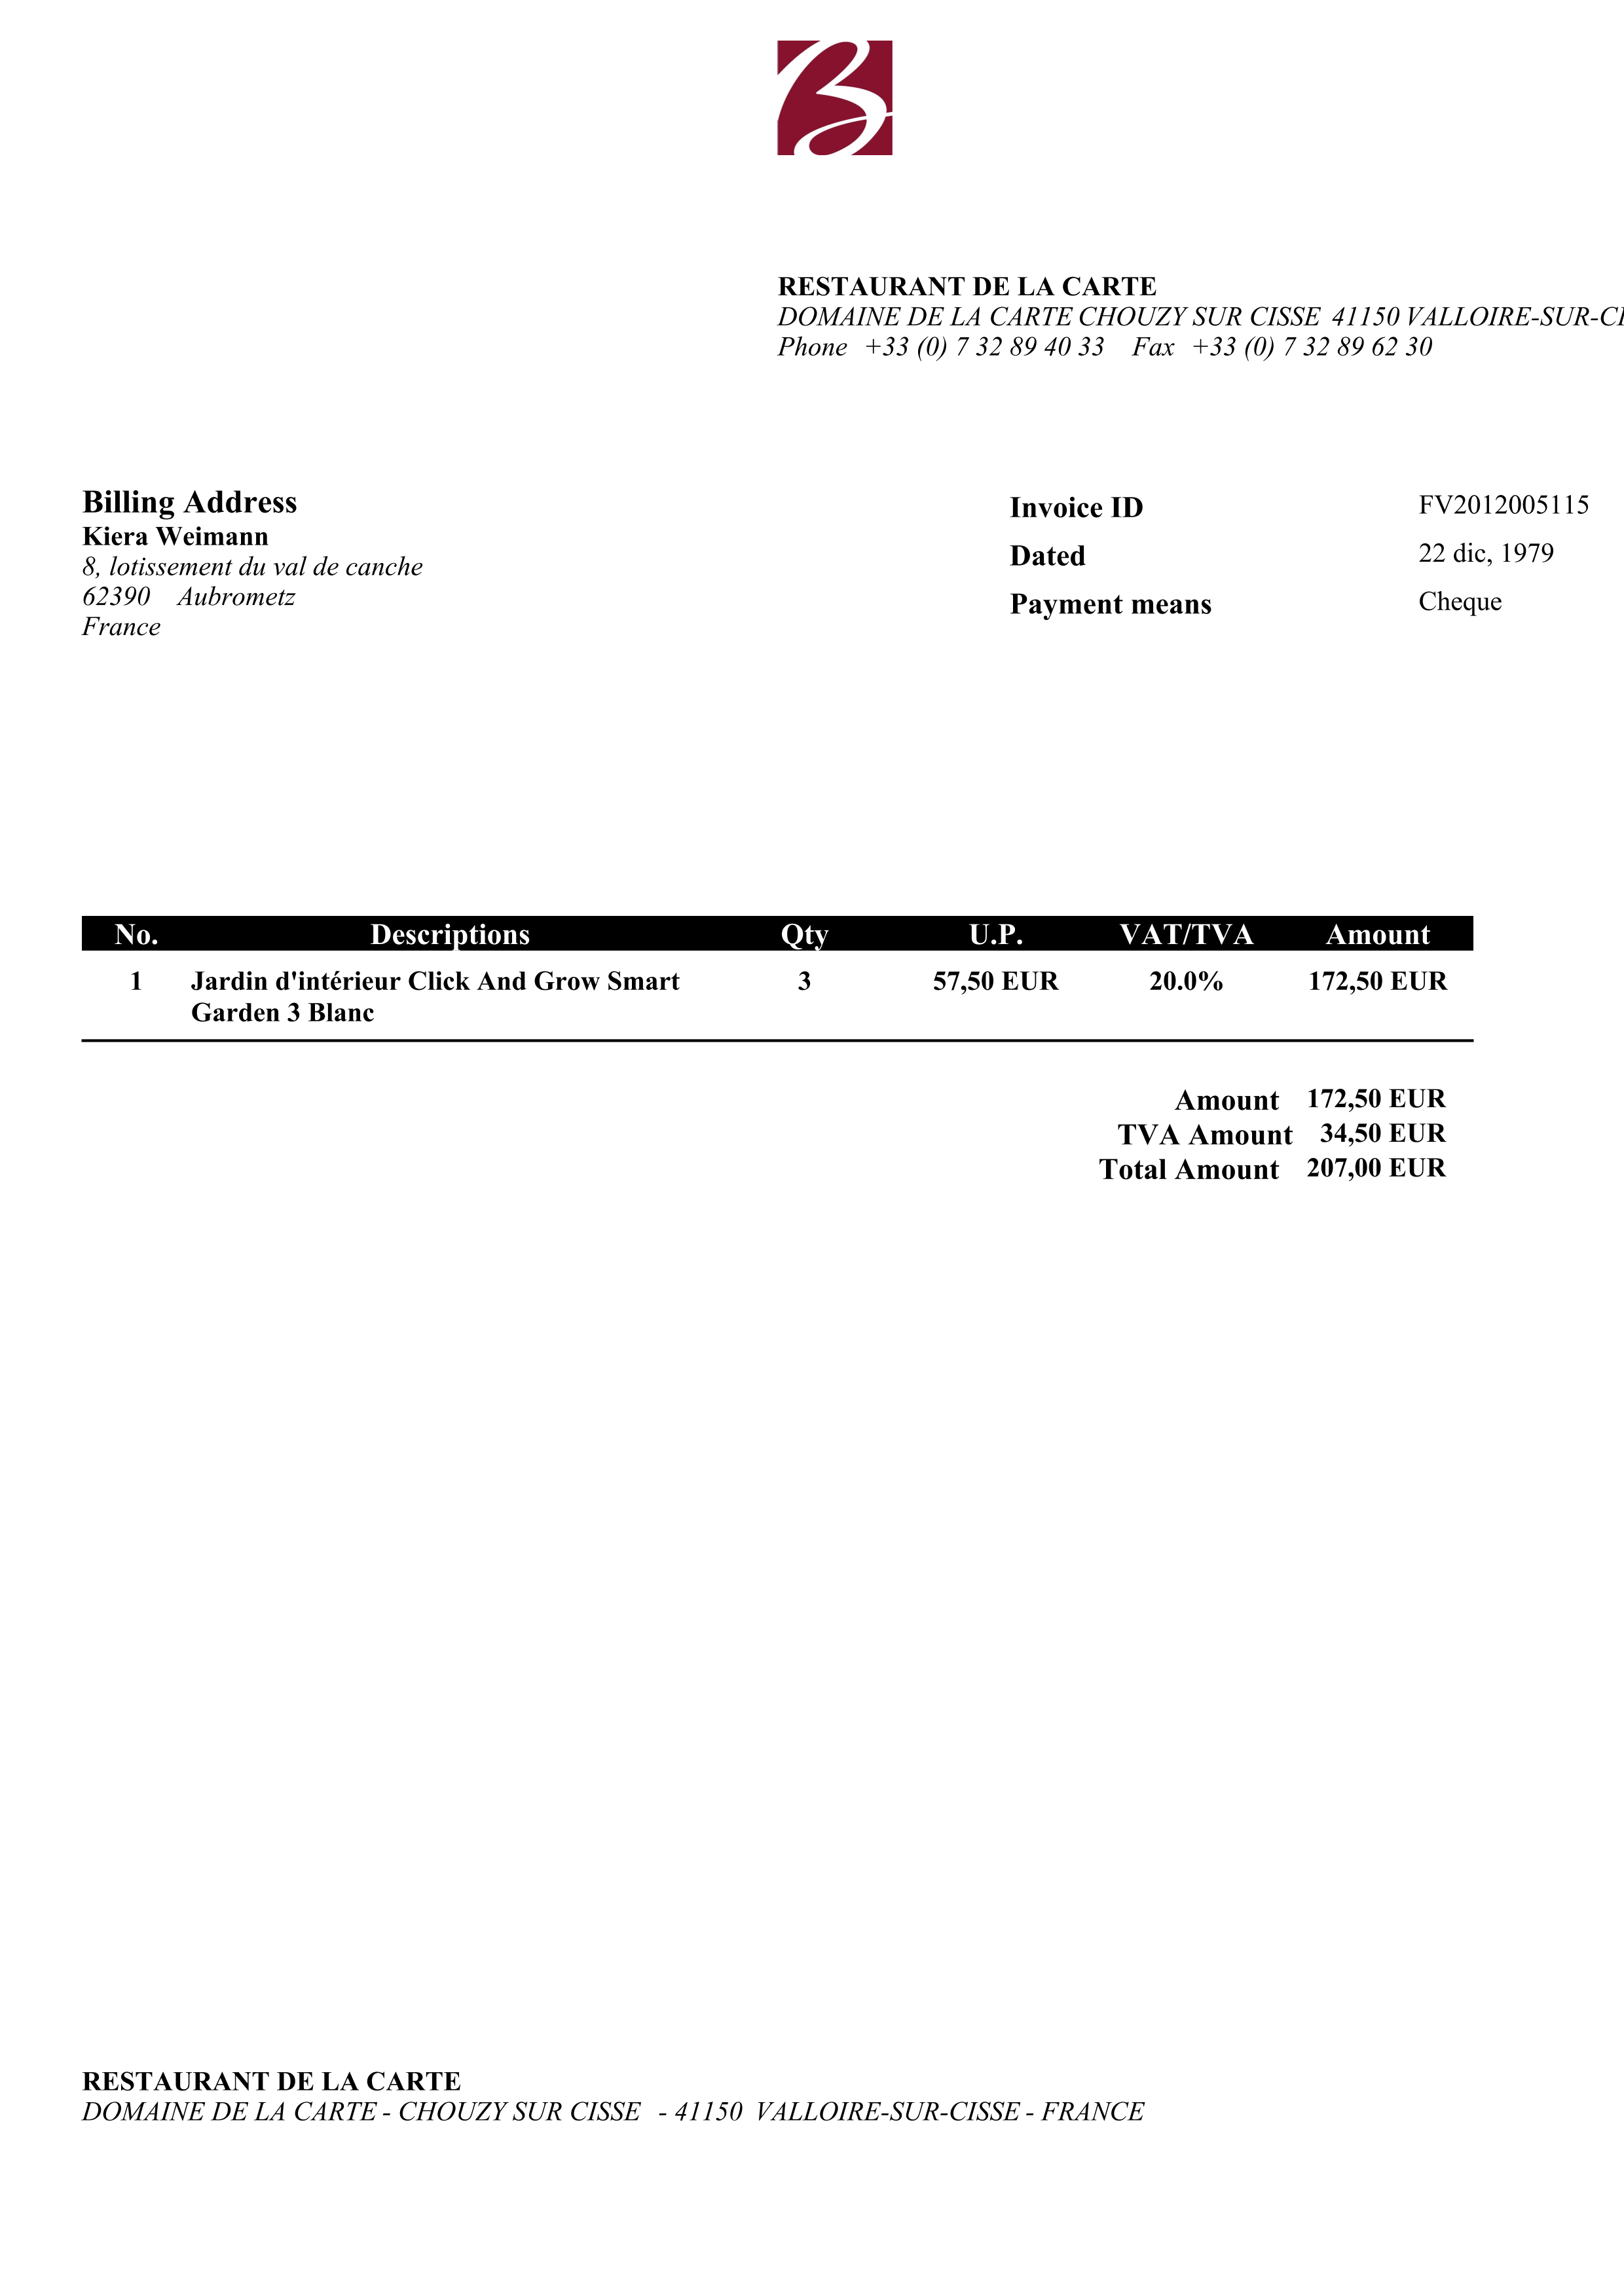 B
RESTAURANT DE LA CARTE
DOMAINE DE LA CARTE CHOUZY SUR CISSE 41150 VALLOIRE-SUR-CI
Phone +33 (0) 7 32 89 40 33 Fax +33 (0) 7 32 89 62 30
Billing Address
Kiera Weimann
8, lotissement du val de canche
62390 Aubrometz
France
Invoice ID FV2012005115
Dated 22 dic, 1979
Payment means Cheque
No. Descriptions Qty U.P. VAT/TVA Amount
1 Jardin d'intérieur Click And Grow Smart 3 57,50 EUR 20.0% 172,50 EUR
Garden 3 Blanc
Amount 172,50 EUR
TVA Amount 34,50 EUR
Total Amount 207,00 EUR
RESTAURANT DE LA CARTE
DOMAINE DE LA CARTE - CHOUZY SUR CISSE - 41150 VALLOIRE-SUR-CISSE - FRANCE